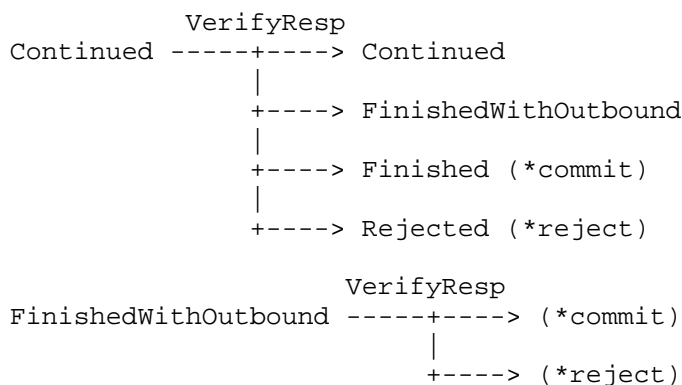 VerifyResp
Continued -----+----> Continued
|
+----> FinishedWithOutbound
|
+----> Finished (*commit)
|
+----> Rejected (*reject)
VerifyResp
FinishedWithOutbound -----+----> (*commit)
|
+----> (*reject)